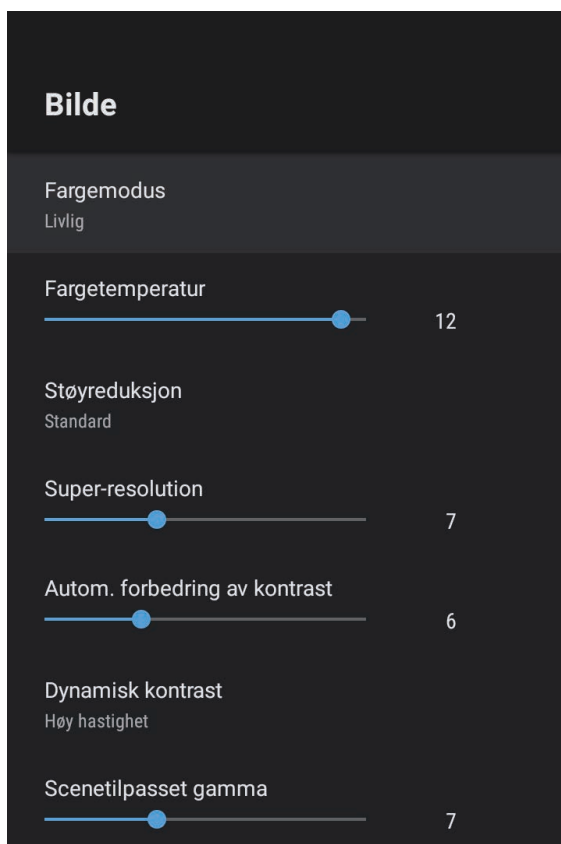 Bilde
Fargemodus
Livlig
Fargetemperatur
12
Støyreduksjon
Standard
Super-resolution
7
Autom. forbedring av kontrast
6
Dynamisk kontrast
Høy hastighet
Scenetilpasset gamma
7